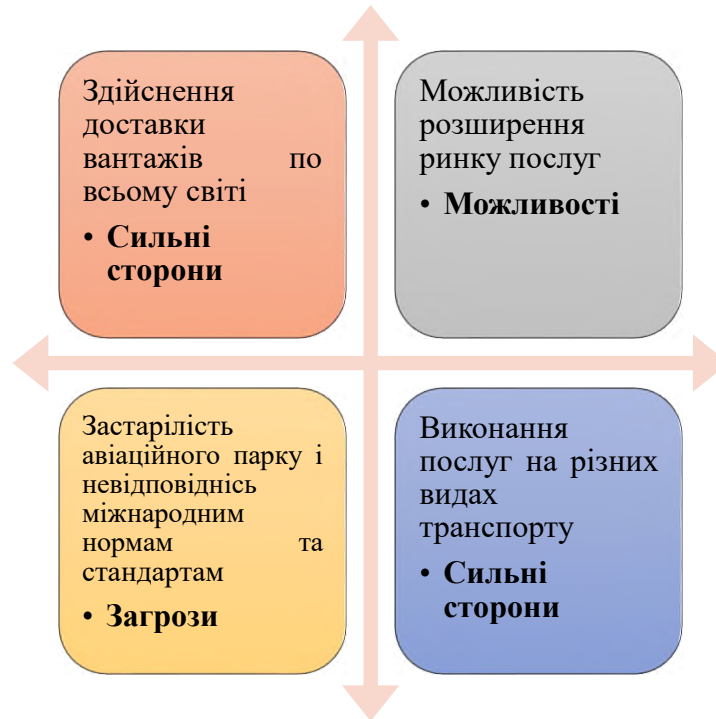 Здійснення
доставки
вантажів по
всьому світі
• Сильні
сторони
Можливість
розширення
ринку послуг
• Можливості
Застарілість
авіаційного парку і
невідповіднісь
міжнародним
нормам та
стандартам
• Загрози
Виконання
послуг на різних
видах
транспорту
• Сильні
сторони